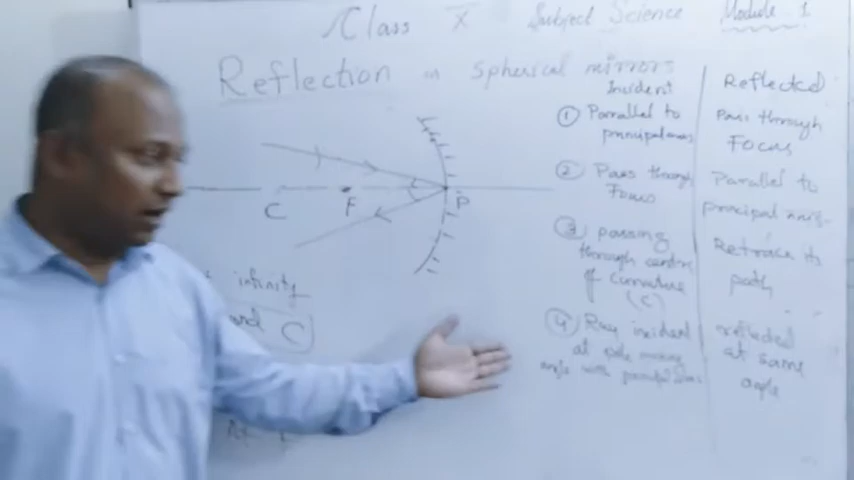 Class X Subject Science Module 1
Reflection in spherical mirrors
Incident Reflected
① Parallel to Pass through
principal axis Focus
② Pass through Parallel to
Focus principal axis
③ passing Retrace its
through centre path
of curvature
(C)
④ Ray incident reflected
at pole making at same
angle with principal axis angle
C F P
infinity
and C